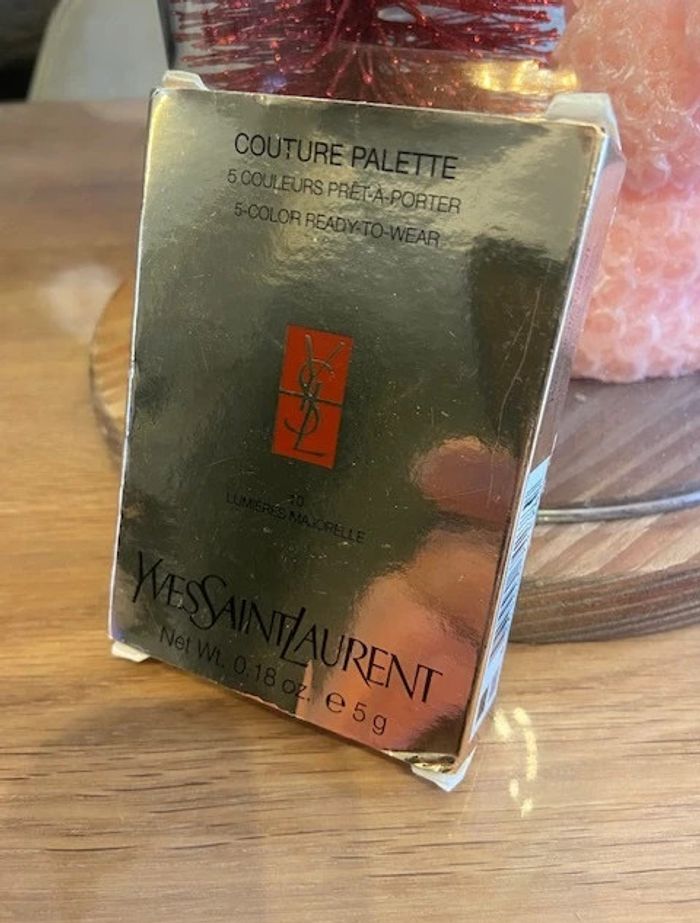 COUTURE PALETTE
5 COULEURS PRÊT-À-PORTER
5-COLOR READY-TO-WEAR
YSL
10
LUMIÈRES MAJORELLE
YVESSAINTLAURENT
Net Wt. 0.18 oz. ℮ 5 g